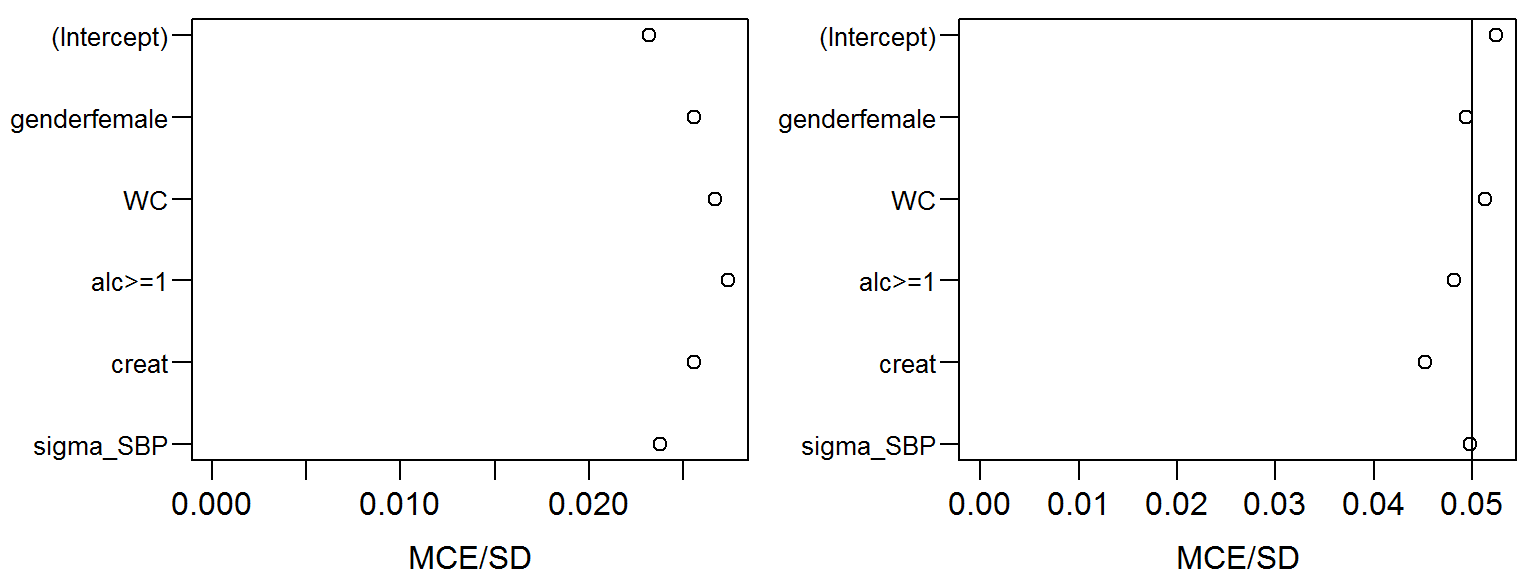 (Intercept)
genderfemale
WC
alc>=1
creat
sigma_SBP
0.000 0.010 0.020
MCE/SD
(Intercept)
genderfemale
WC
alc>=1
creat
sigma_SBP
0.00 0.01 0.02 0.03 0.04 0.05
MCE/SD